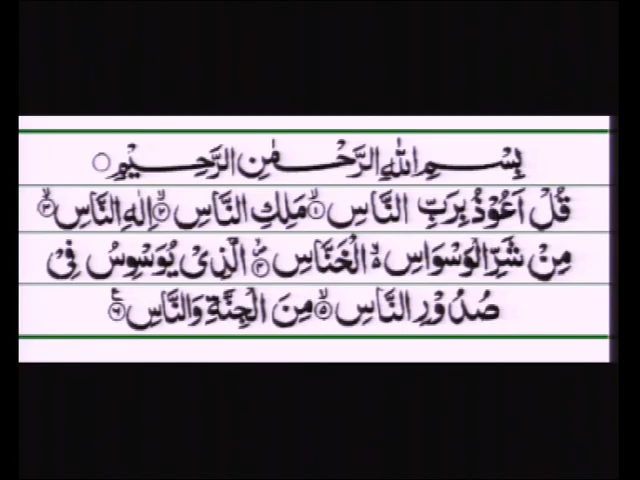 بِسْمِ اللّٰهِ الرَّحْمٰنِ الرَّحِيْمِ ○
قُلْ اَعُوْذُ بِرَبِّ النَّاسِ ۙ﴿۱﴾ مَلِكِ النَّاسِ ۙ﴿۲﴾ اِلٰهِ النَّاسِ ۙ﴿۳﴾
مِنْ شَرِّ الْوَسْوَاسِ ۙ۬ الْخَنَّاسِ ﴿۴﴾ الَّذِیْ یُوَسْوِسُ فِیْ
صُدُوْرِ النَّاسِ ۙ﴿۵﴾ مِنَ الْجِنَّةِ وَالنَّاسِ ﴿۶﴾